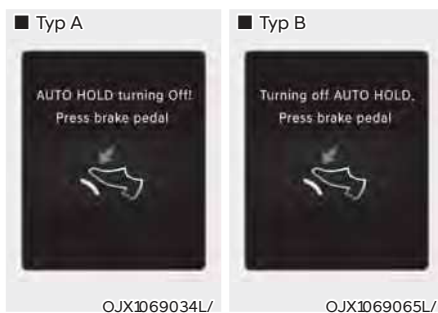 ■ Typ A
AUTO HOLD turning Off!
Press brake pedal
OJX1069034L/
■ Typ B
Turning off AUTO HOLD.
Press brake pedal
OJX1069065L/